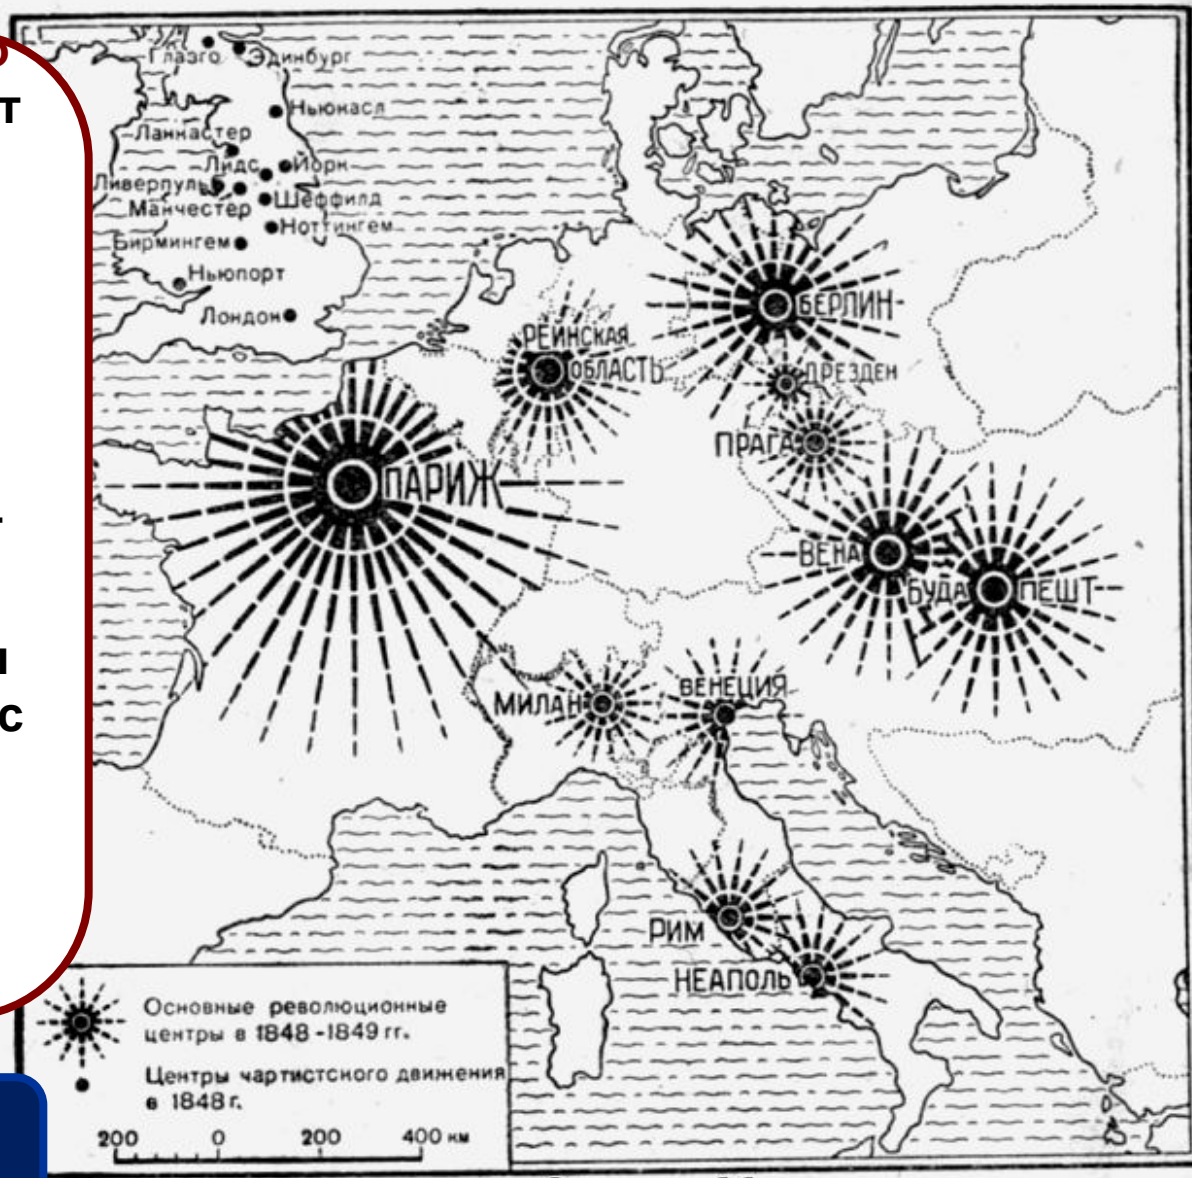 Глазго
Эдинбург
Ньюкасл
Ланкастер
Лидс
Йорк
Ливерпуль
Манчестер
Шеффилд
Ноттингем
Бирмингем
Ньюпорт
Лондон
БЕРЛИН
РЕЙНСКАЯ
ОБЛАСТЬ
ДРЕЗДЕН
ПРАГА
ПАРИЖ
ВЕНА
БУДА ПЕШТ
МИЛАН
ВЕНЕЦИЯ
РИМ
НЕАПОЛЬ
Основные революционные
центры в 1848-1849 гг.
Центры чартистского движения
в 1848 г.
200 0 200 400 км